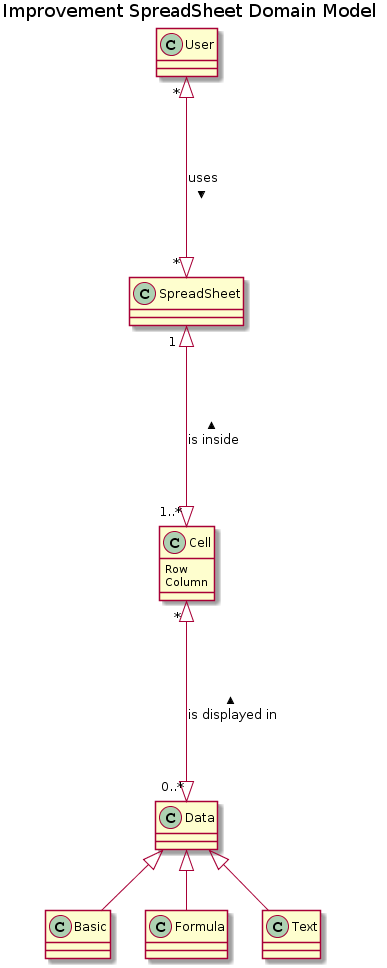 Improvement SpreadSheet Domain Model
C User
*
uses
▼
*
C SpreadSheet
1
▲
is inside
1..*
C Cell
Row
Column
*
▲
is displayed in
0..*
C Data
C Basic
C Formula
C Text